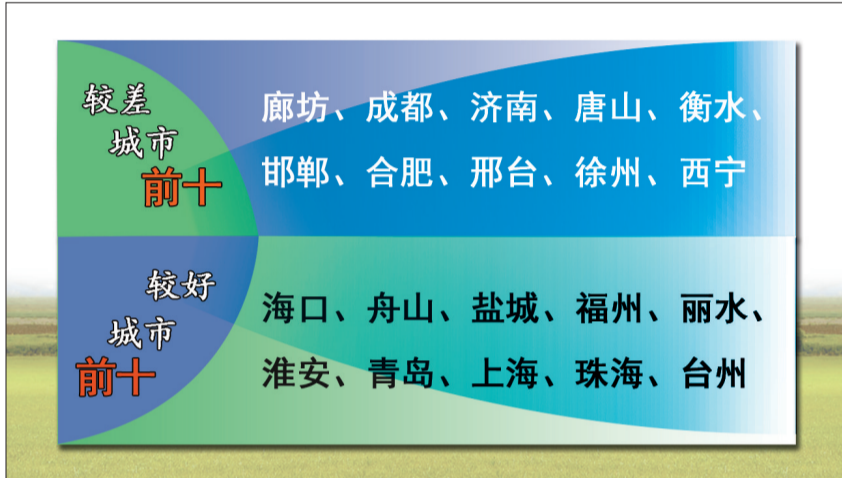 较差
城市
前十
廊坊、成都、济南、唐山、衡水、
邯郸、合肥、邢台、徐州、西宁
较好
城市
前十
海口、舟山、盐城、福州、丽水、
淮安、青岛、上海、珠海、台州